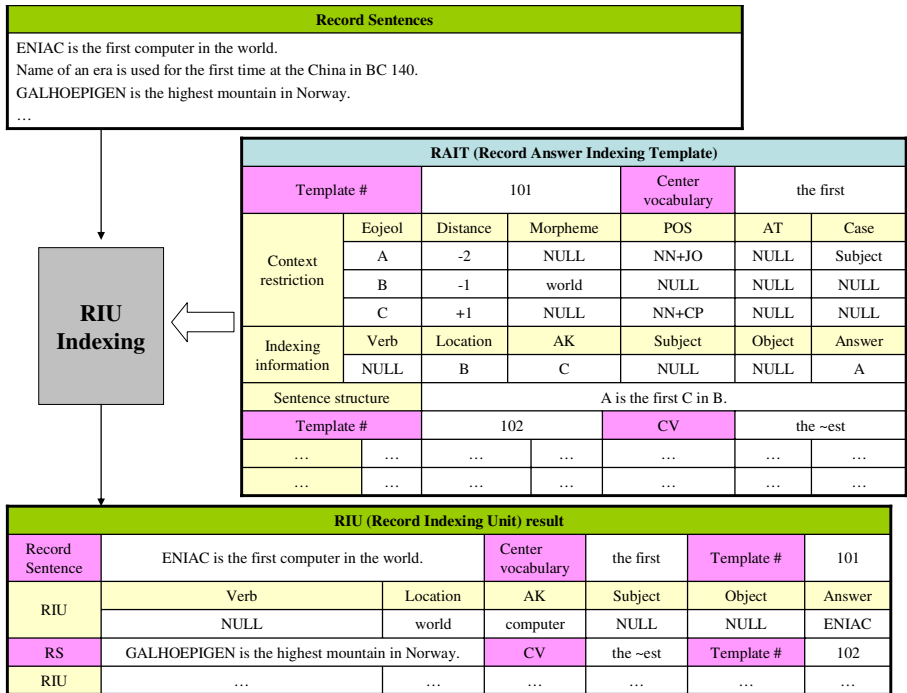 Record Sentences
ENIAC is the first computer in the world.
Name of an era is used for the first time at the China in BC 140.
GALHOEPIGEN is the highest mountain in Norway.
…
RAIT (Record Answer Indexing Template)
Template # 101 Center vocabulary the first
Context restriction Eojeol Distance Morpheme POS AT Case
A -2 NULL NN+JO NULL Subject
B -1 world NULL NULL NULL
C +1 NULL NN+CP NULL NULL
Indexing information Verb Location AK Subject Object Answer
NULL B C NULL NULL A
Sentence structure A is the first C in B.
Template # 102 CV the ~est
… … … … … … …
… … … … … … …
RIU Indexing
RIU (Record Indexing Unit) result
Record Sentence ENIAC is the first computer in the world. Center vocabulary the first Template # 101
RIU Verb Location AK Subject Object Answer
NULL world computer NULL NULL ENIAC
RS GALHOEPIGEN is the highest mountain in Norway. CV the ~est Template # 102
RIU … … … … … …